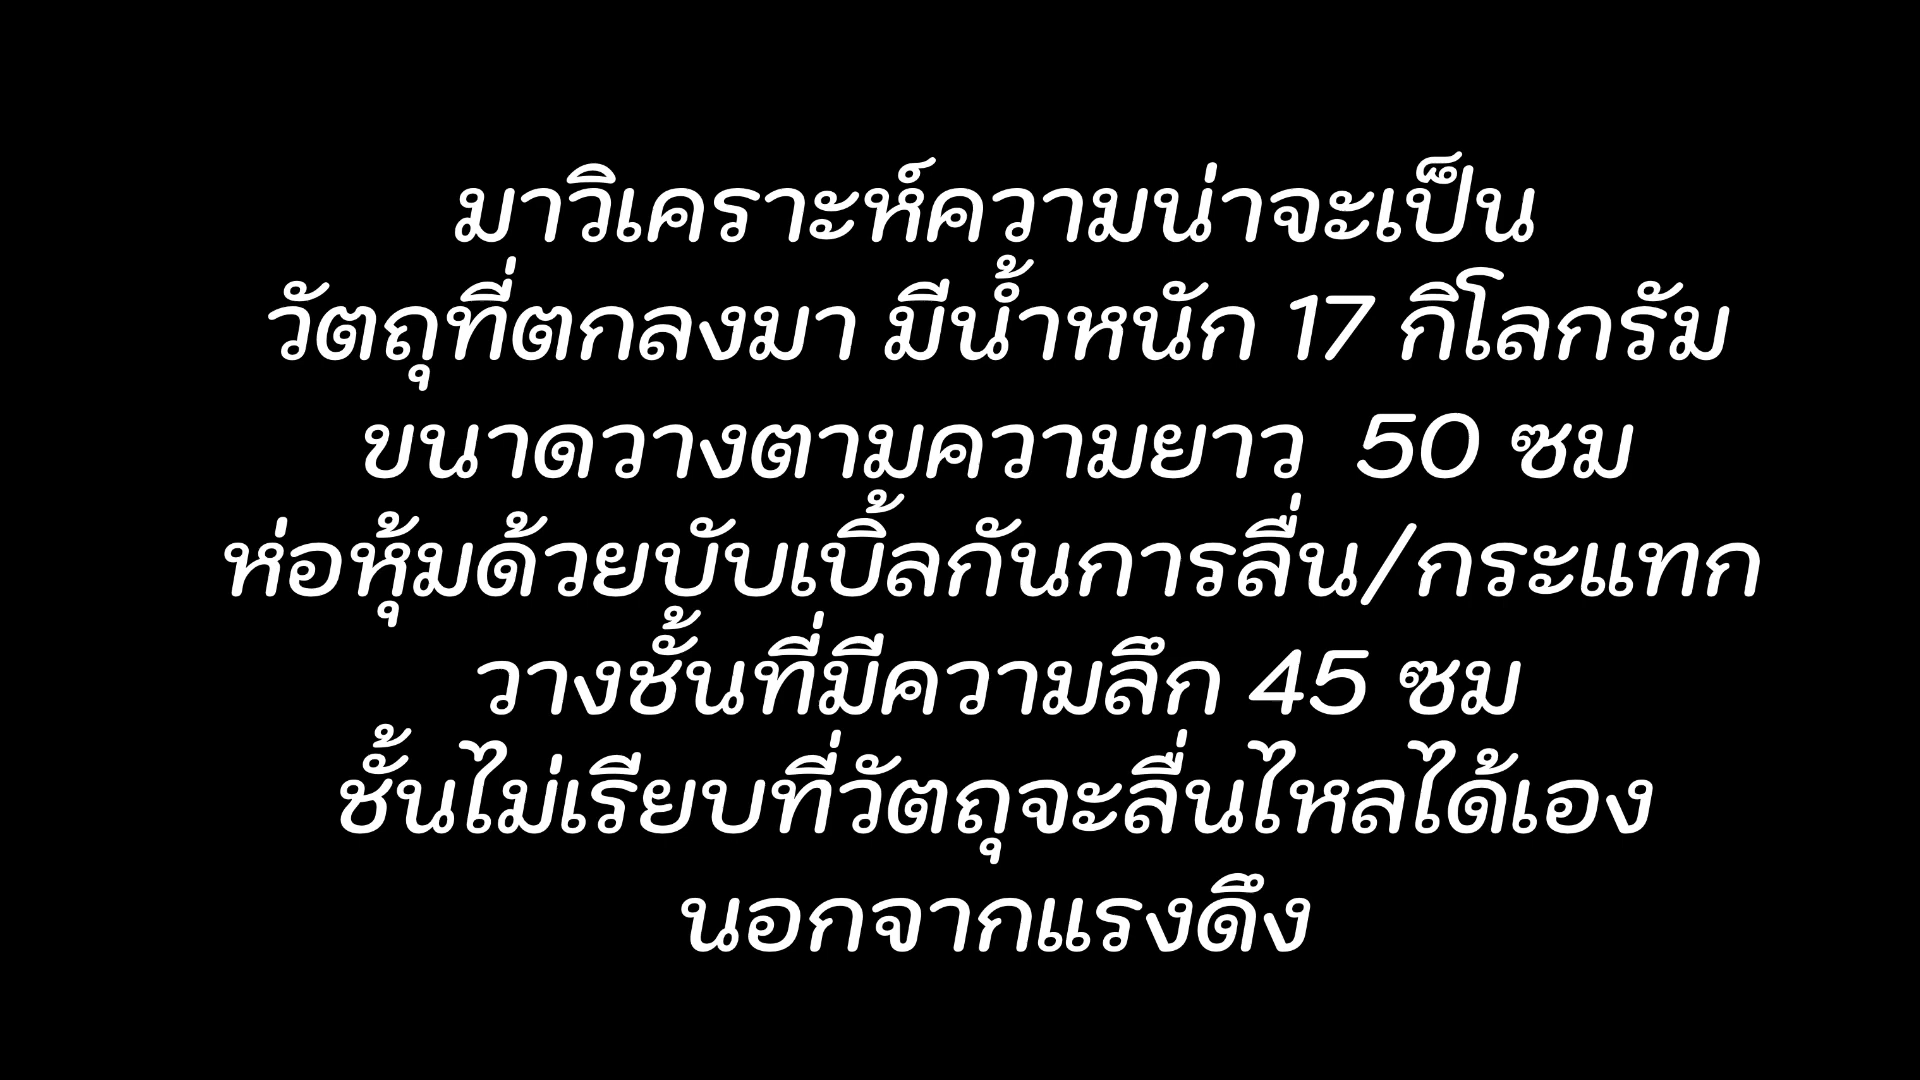 มาวิเคราะห์ความน่าจะเป็น
วัตถุที่ตกลงมา มีน้ำหนัก 17 กิโลกรัม
ขนาดวางตามความยาว 50 ซม
ห่อหุ้มด้วยบับเบิ้ลกันการลื่น/กระแทก
วางชั้นที่มีความลึก 45 ซม
ชั้นไม่เรียบที่วัตถุจะลื่นไหลได้เอง
นอกจากแรงดึง